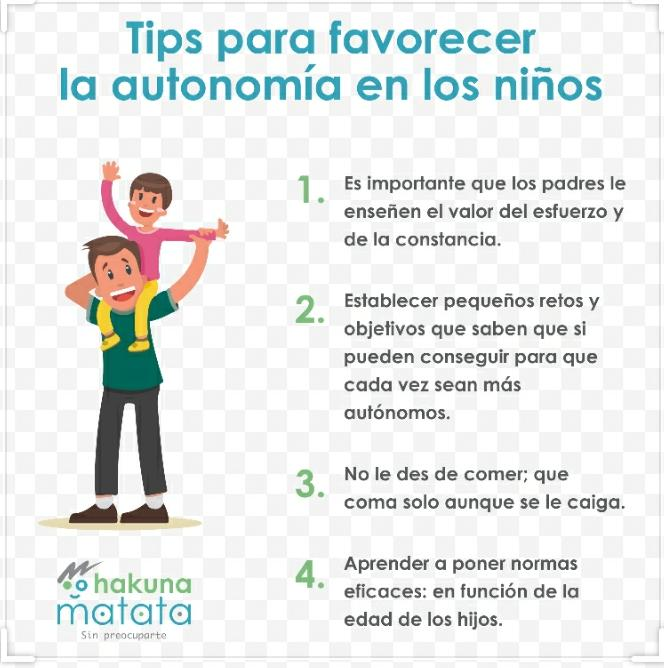 Tips para favorecer
la autonomía en los niños
1. Es importante que los padres le
enseñen el valor del esfuerzo y
de la constancia.
2. Establecer pequeños retos y
objetivos que saben que si
pueden conseguir para que
cada vez sean más
autónomos.
3. No le des de comer; que
coma solo aunque se le caiga.
4. Aprender a poner normas
eficaces: en función de la
edad de los hijos.
hakuna
matata
Sin preocuparte